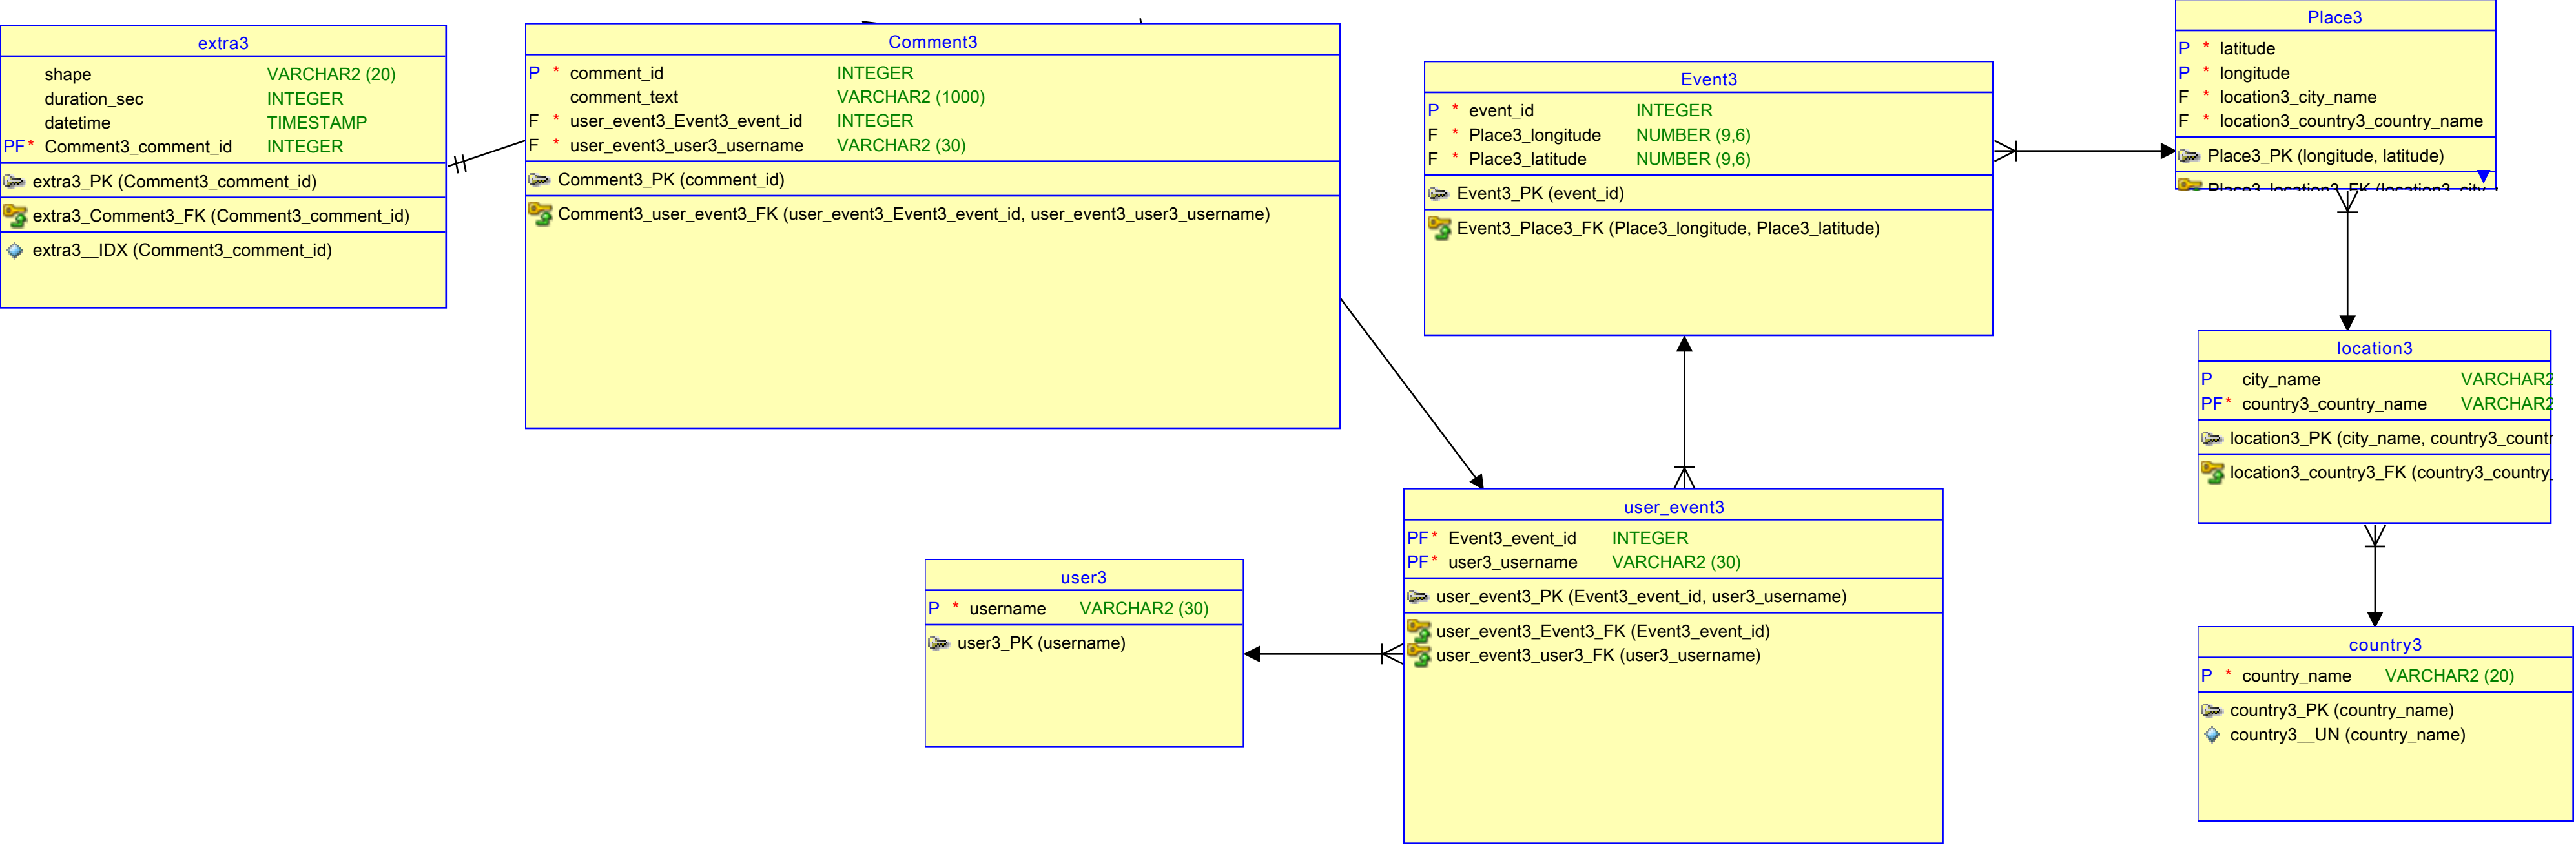 extra3
shape VARCHAR2 (20)
duration_sec INTEGER
datetime TIMESTAMP
PF* Comment3_comment_id INTEGER
extra3_PK (Comment3_comment_id)
extra3_Comment3_FK (Comment3_comment_id)
extra3__IDX (Comment3_comment_id)
Comment3
P * comment_id INTEGER
comment_text VARCHAR2 (1000)
F * user_event3_Event3_event_id INTEGER
F * user_event3_user3_username VARCHAR2 (30)
Comment3_PK (comment_id)
Comment3_user_event3_FK (user_event3_Event3_event_id, user_event3_user3_username)
Event3
P * event_id INTEGER
F * Place3_longitude NUMBER (9,6)
F * Place3_latitude NUMBER (9,6)
Event3_PK (event_id)
Event3_Place3_FK (Place3_longitude, Place3_latitude)
Place3
P * latitude
P * longitude
F * location3_city_name
F * location3_country3_country_name
Place3_PK (longitude, latitude)
Place3_location3_FK (location3_city_
location3
P city_name VARCHAR2
PF* country3_country_name VARCHAR2
location3_PK (city_name, country3_countr
location3_country3_FK (country3_country_
user3
P * username VARCHAR2 (30)
user3_PK (username)
user_event3
PF* Event3_event_id INTEGER
PF* user3_username VARCHAR2 (30)
user_event3_PK (Event3_event_id, user3_username)
user_event3_Event3_FK (Event3_event_id)
user_event3_user3_FK (user3_username)
country3
P * country_name VARCHAR2 (20)
country3_PK (country_name)
country3__UN (country_name)